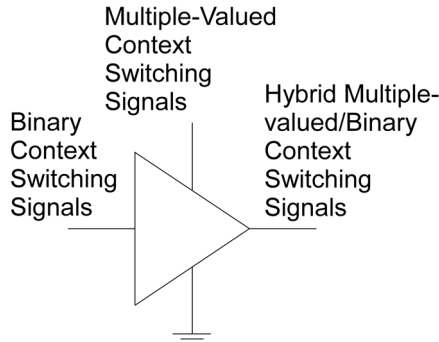 Multiple-Valued
Context
Switching
Signals
Binary
Context
Switching
Signals
Hybrid Multiple-
valued/Binary
Context
Switching
Signals